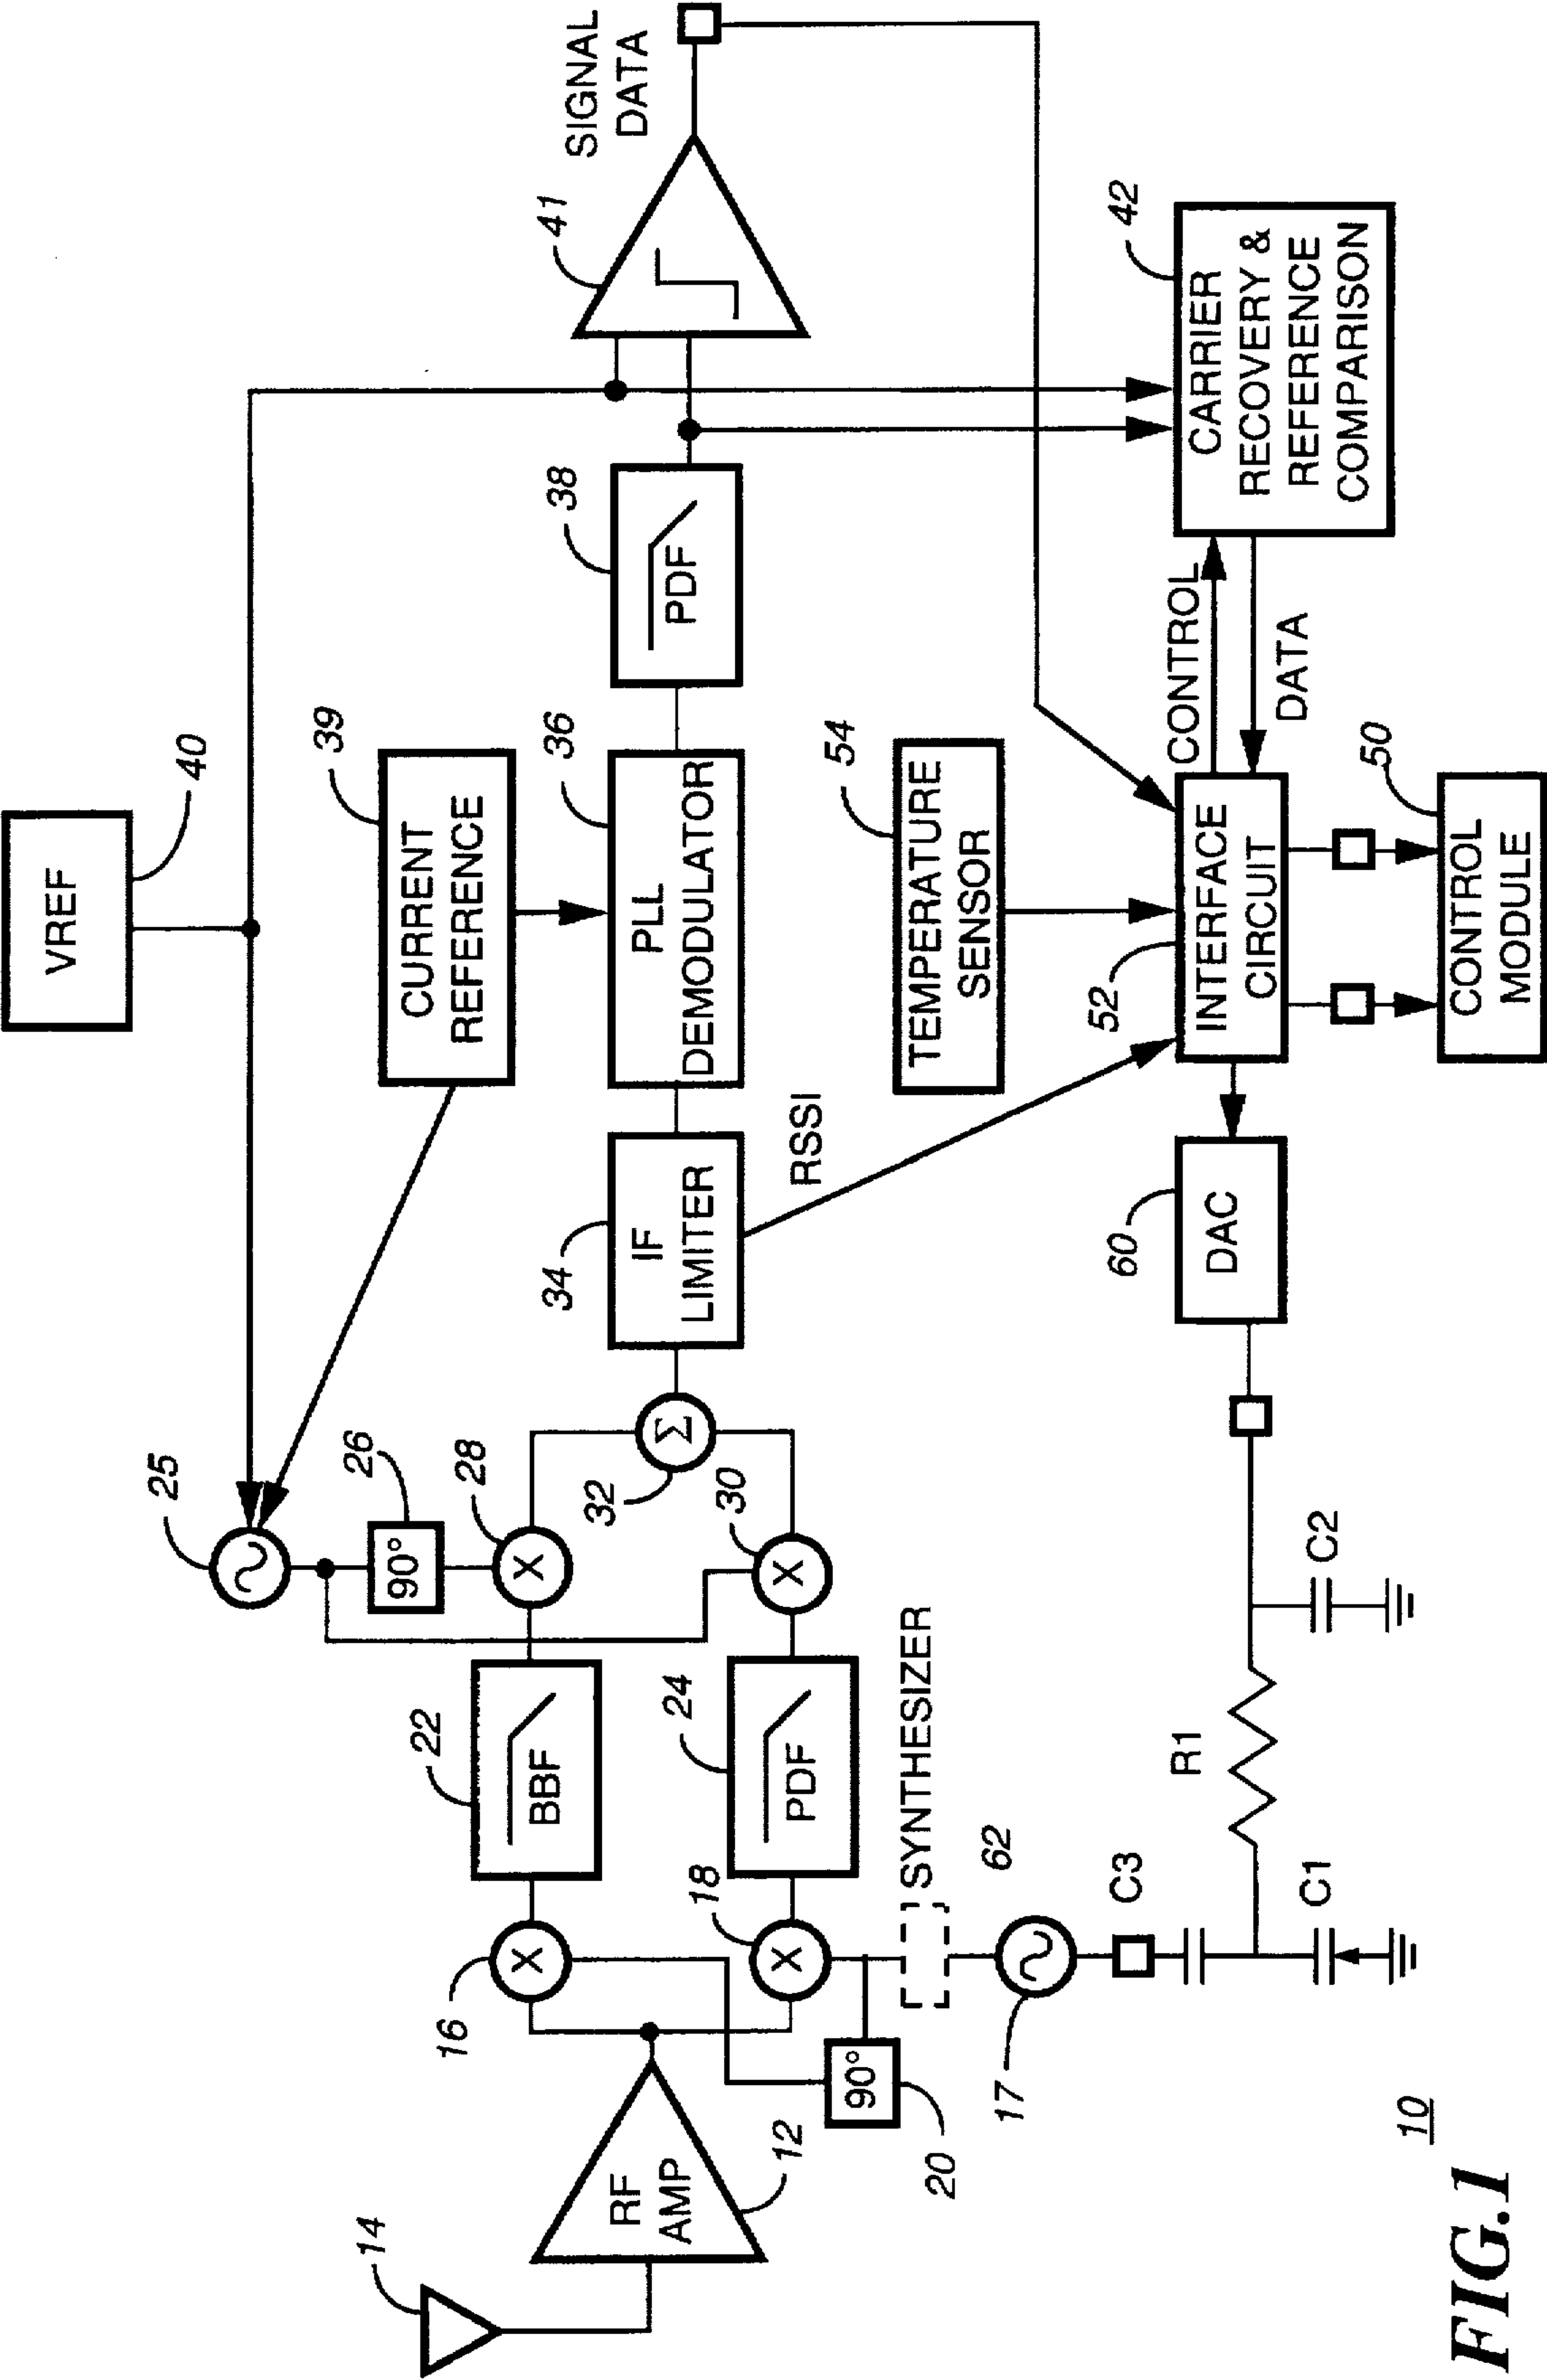 VREF
40
25
CURRENT
REFERENCE
39
26
90°
28
X
22
BBF
16
X
14
RF
AMP
12
18
X
24
PDF
30
X
32
Σ
34
IF
LIMITER
RSSI
36
PLL
DEMODULATOR
38
PDF
41
SIGNAL
DATA
90°
20
SYNTHESIZER
62
17
C3
C1
R1
C2
60
DAC
54
TEMPERATURE
SENSOR
52
INTERFACE
CIRCUIT
CONTROL
DATA
42
CARRIER
RECOVERY &
REFERENCE
COMPARISON
50
CONTROL
MODULE
10
FIG.1